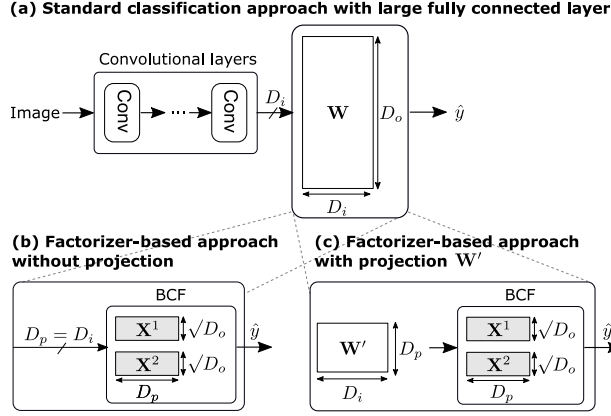 (a) Standard classification approach with large fully connected layer
Convolutional layers
Image
Conv
...
Conv
D_i
W
D_o
ŷ
D_i
(b) Factorizer-based approach
without projection
BCF
D_p = D_i
X¹
√D_o
X²
√D_o
D_p
ŷ
(c) Factorizer-based approach
with projection W′
BCF
W′
D_p
D_i
X¹
√D_o
X²
√D_o
D_p
ŷ